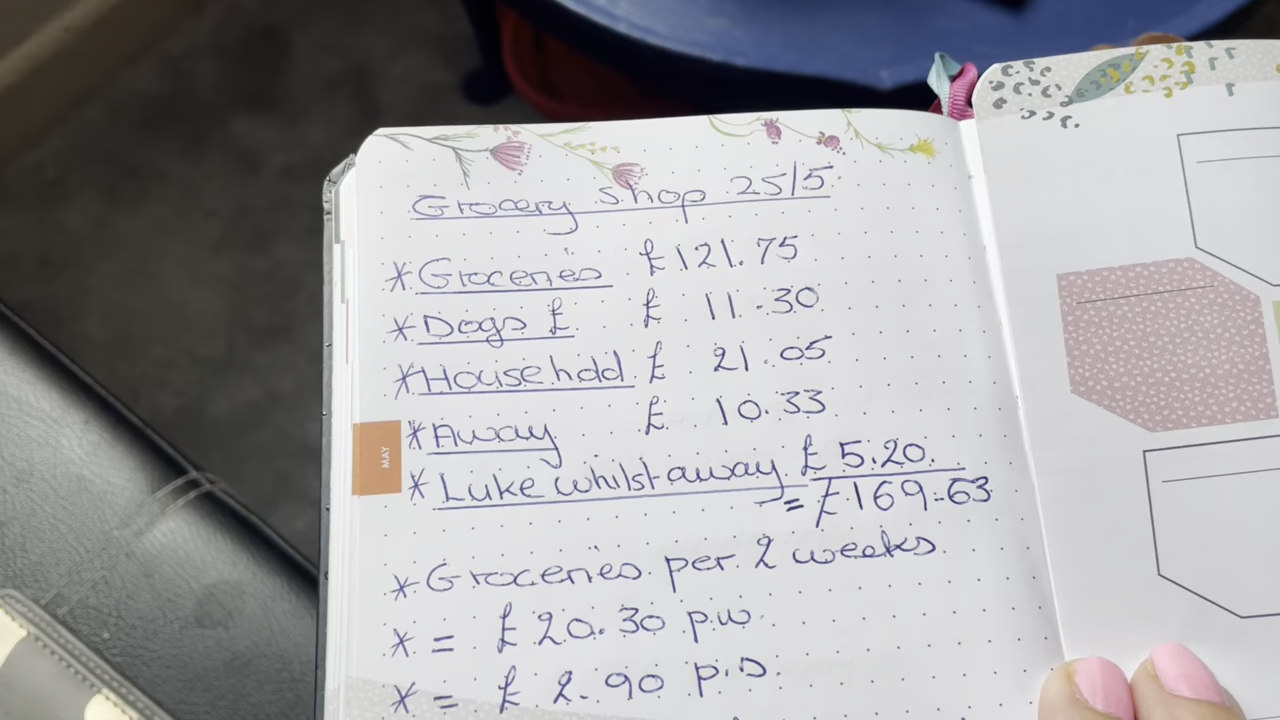 Grocery shop 25/5
* Groceries £121.75
* Dogs £ £ 11.30
* Household £ 21.05
* Away £ 10.33
* Luke whilst away £5.20
= £169.63
* Groceries per 2 weeks
* = £20.30 p.w
* = £2.90 p.D
MAY